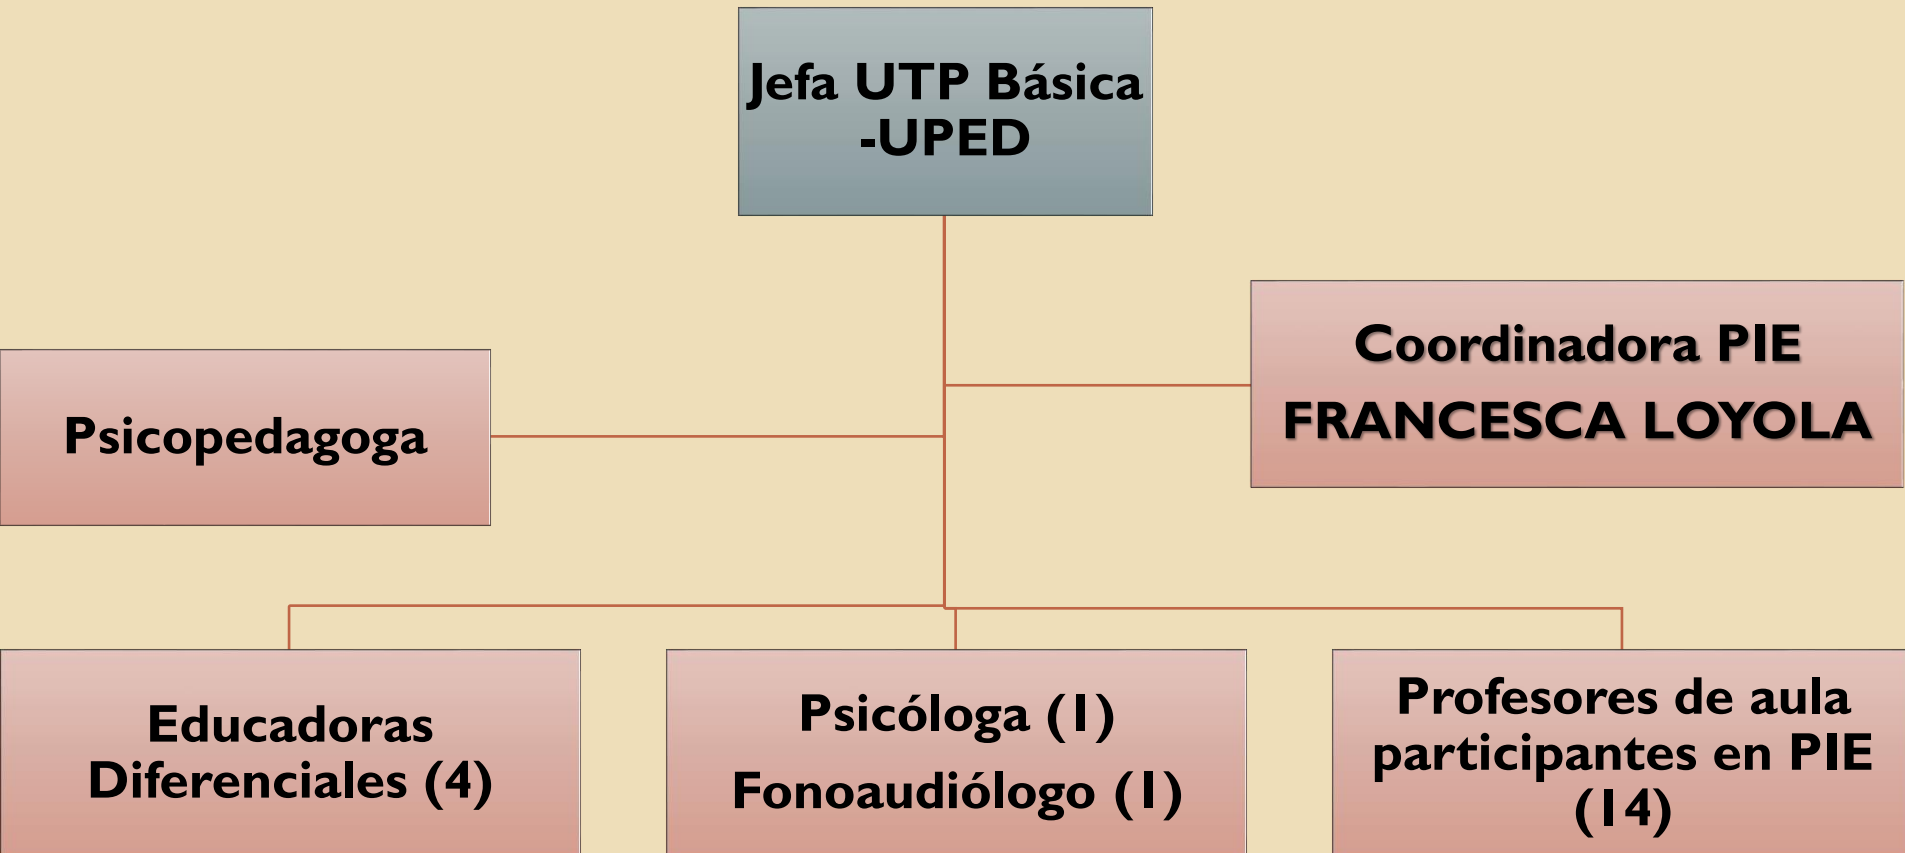 Jefa UTP Básica
-UPED
Coordinadora PIE
FRANCESCA LOYOLA
Psicopedagoga
Educadoras
Diferenciales (4)
Psicóloga (1)
Fonoaudiólogo (1)
Profesores de aula
participantes en PIE
(14)